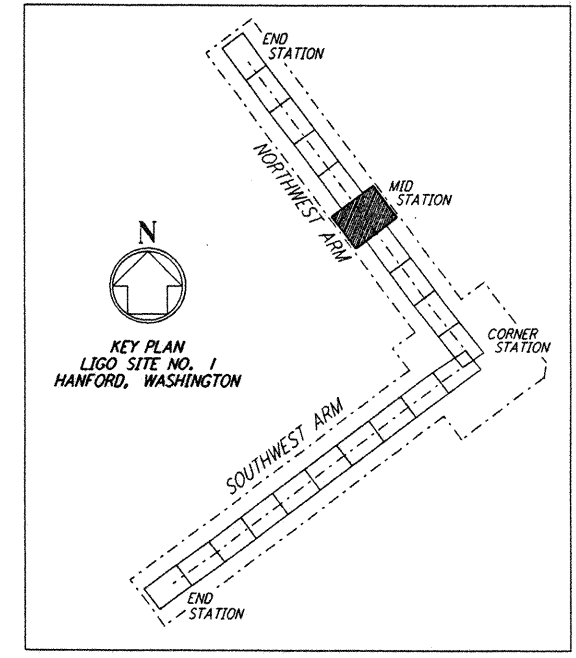 END
STATION
NORTHWEST ARM
MID
STATION
N
KEY PLAN
LIGO SITE NO. 1
HANFORD, WASHINGTON
CORNER
STATION
SOUTHWEST ARM
END
STATION